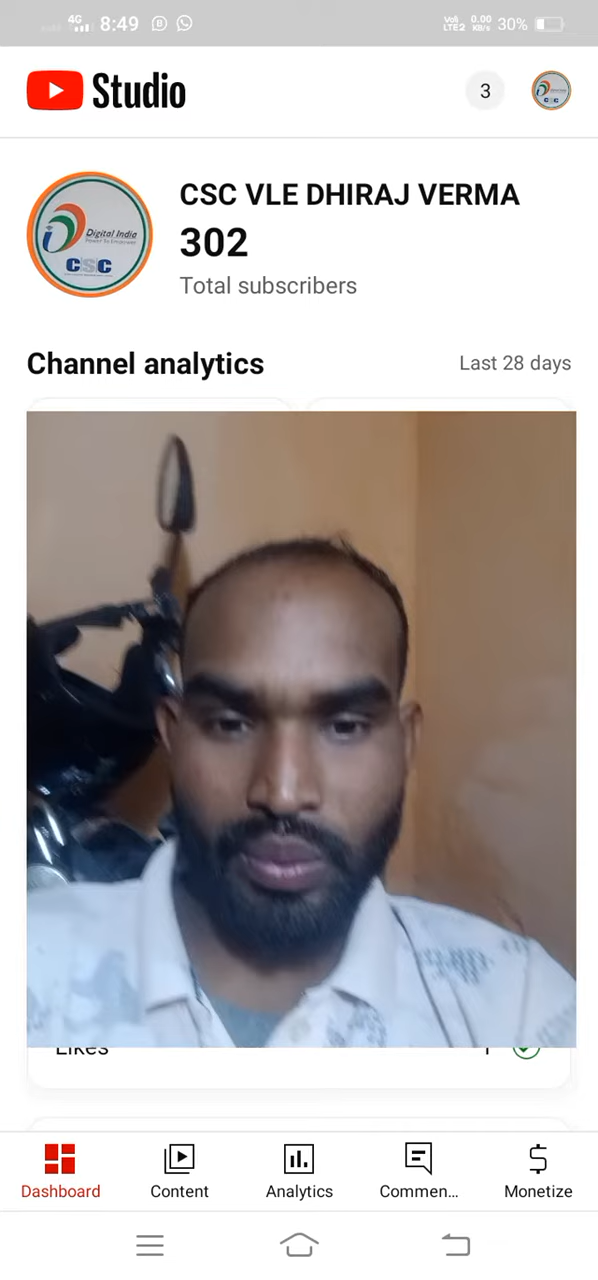 4G 8:49 VoLTE2 0.00 KB/s 30%
Studio
3
CSC VLE DHIRAJ VERMA
302
Total subscribers
Digital India
Power To Empower
CSC
Channel analytics Last 28 days
Likes 1
Dashboard Content Analytics Commen... Monetize